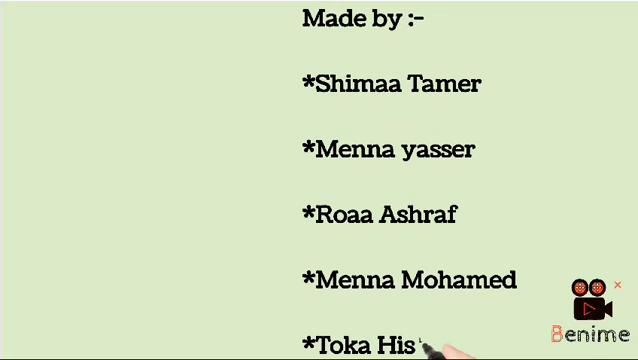 Made by :-
*Shimaa Tamer
*Menna yasser
*Roaa Ashraf
*Menna Mohamed
*Toka His
Benime